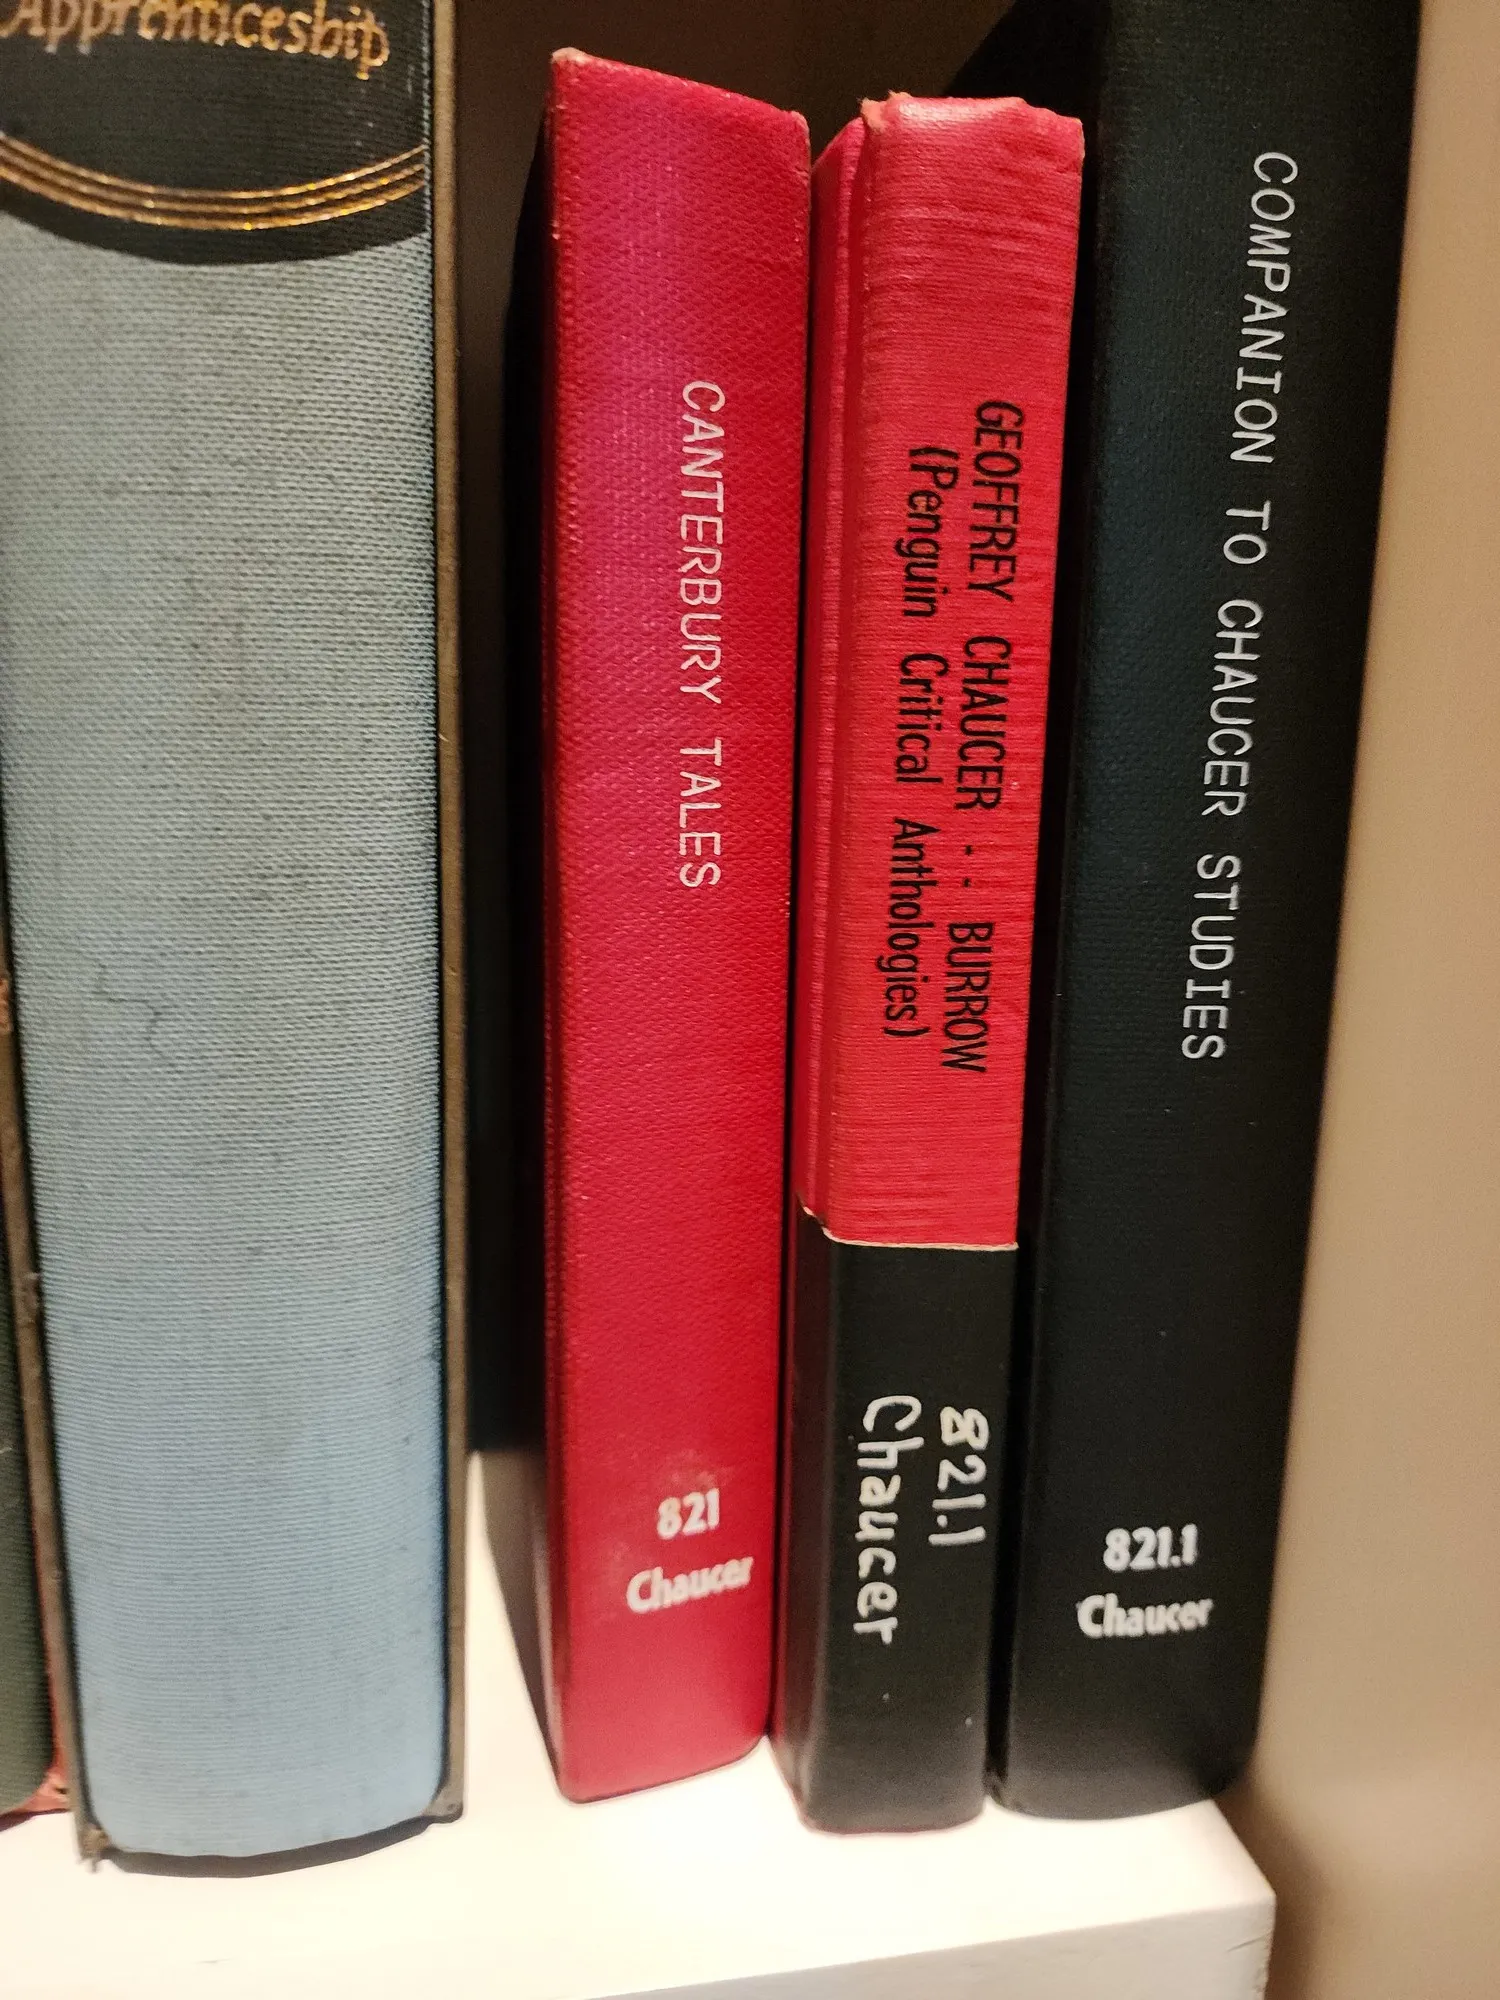 Apprenticeship
CANTERBURY TALES
821
Chaucer
GEOFFREY CHAUCER - - BURROW
(Penguin Critical Anthologies)
821.1
Chaucer
COMPANION TO CHAUCER STUDIES
821.1
Chaucer